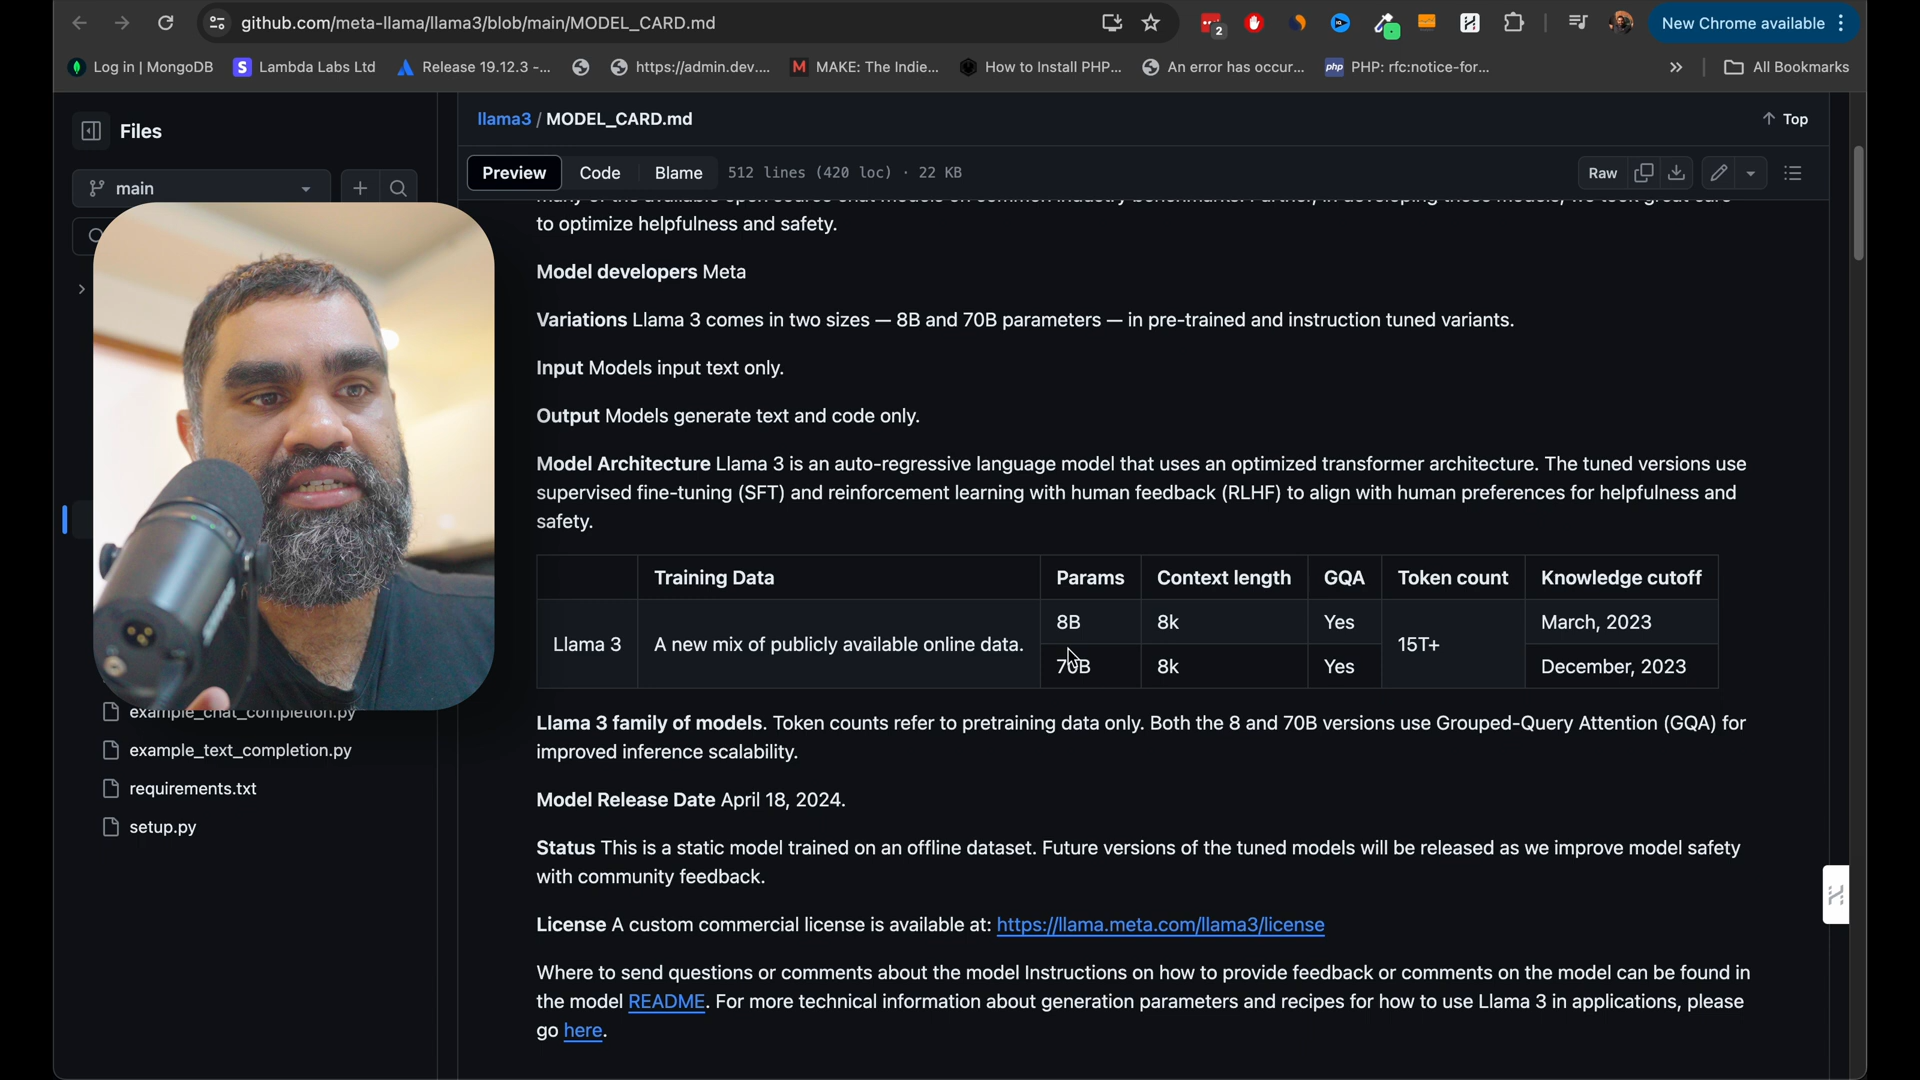 github.com/meta-llama/llama3/blob/main/MODEL_CARD.md
2
New Chrome available
Log in | MongoDB
S Lambda Labs Ltd
Release 19.12.3 -...
https://admin.dev....
M MAKE: The Indie...
How to Install PHP...
An error has occur...
php PHP: rfc:notice-for...
All Bookmarks
Files
main
llama3 / MODEL_CARD.md
Top
Preview Code Blame 512 lines (420 loc) · 22 KB
Raw
to optimize helpfulness and safety.
Model developers Meta
Variations Llama 3 comes in two sizes — 8B and 70B parameters — in pre-trained and instruction tuned variants.
Input Models input text only.
Output Models generate text and code only.
Model Architecture Llama 3 is an auto-regressive language model that uses an optimized transformer architecture. The tuned versions use
supervised fine-tuning (SFT) and reinforcement learning with human feedback (RLHF) to align with human preferences for helpfulness and
safety.
Training Data Params Context length GQA Token count Knowledge cutoff
Llama 3 A new mix of publicly available online data. 8B 8k Yes 15T+ March, 2023
70B 8k Yes December, 2023
Llama 3 family of models. Token counts refer to pretraining data only. Both the 8 and 70B versions use Grouped-Query Attention (GQA) for
improved inference scalability.
Model Release Date April 18, 2024.
Status This is a static model trained on an offline dataset. Future versions of the tuned models will be released as we improve model safety
with community feedback.
License A custom commercial license is available at: https://llama.meta.com/llama3/license
Where to send questions or comments about the model Instructions on how to provide feedback or comments on the model can be found in
the model README. For more technical information about generation parameters and recipes for how to use Llama 3 in applications, please
go here.
example_chat_completion.py
example_text_completion.py
requirements.txt
setup.py